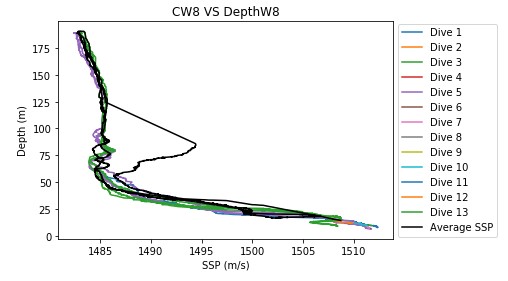 CW8 VS DepthW8
175
150
125
100
75
50
25
0
Depth (m)
1485
1490
1495
1500
1505
1510
SSP (m/s)
Dive 1
Dive 2
Dive 3
Dive 4
Dive 5
Dive 6
Dive 7
Dive 8
Dive 9
Dive 10
Dive 11
Dive 12
Dive 13
Average SSP